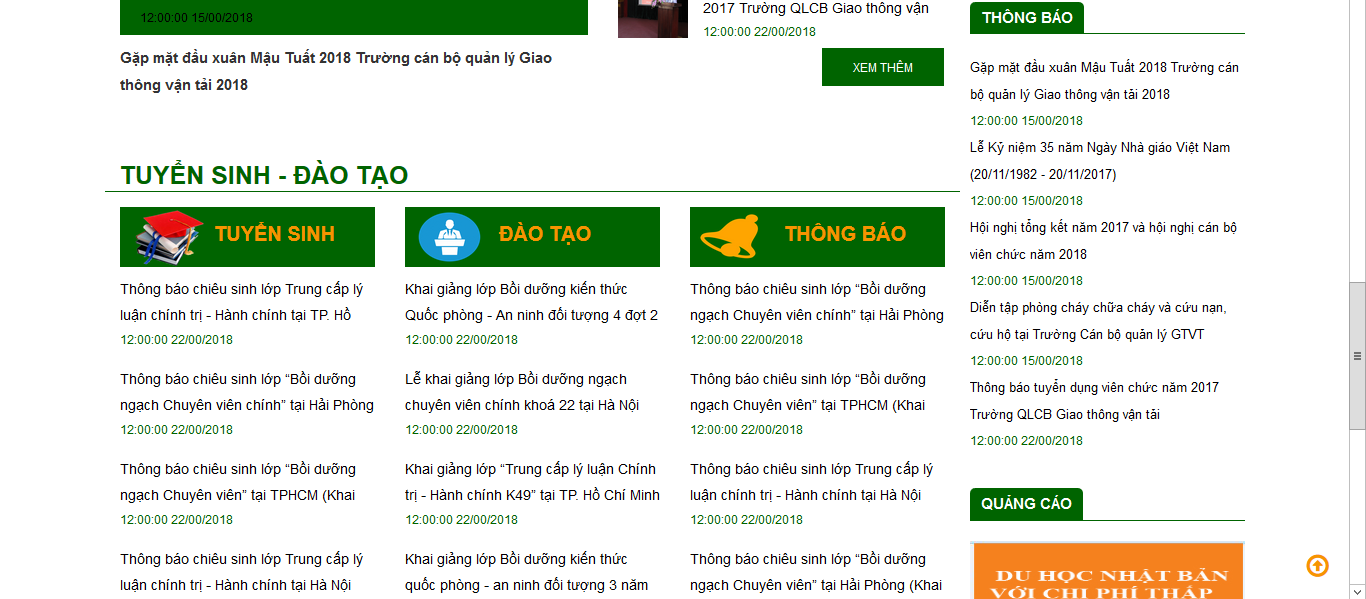 12:00:00 15/00/2018
Gặp mặt đầu xuân Mậu Tuất 2018 Trường cán bộ quản lý Giao
thông vận tải 2018
2017 Trường QLCB Giao thông vận
12:00:00 22/00/2018
XEM THÊM
TUYỂN SINH - ĐÀO TẠO
TUYỂN SINH
Thông báo chiêu sinh lớp Trung cấp lý
luận chính trị - Hành chính tại TP. Hồ
12:00:00 22/00/2018
Thông báo chiêu sinh lớp “Bồi dưỡng
ngạch Chuyên viên chính” tại Hải Phòng
12:00:00 22/00/2018
Thông báo chiêu sinh lớp “Bồi dưỡng
ngạch Chuyên viên” tại TPHCM (Khai
12:00:00 22/00/2018
Thông báo chiêu sinh lớp Trung cấp lý
luận chính trị - Hành chính tại Hà Nội
ĐÀO TẠO
Khai giảng lớp Bồi dưỡng kiến thức
Quốc phòng - An ninh đối tượng 4 đợt 2
12:00:00 22/00/2018
Lễ khai giảng lớp Bồi dưỡng ngạch
chuyên viên chính khoá 22 tại Hà Nội
12:00:00 22/00/2018
Khai giảng lớp “Trung cấp lý luận Chính
trị - Hành chính K49” tại TP. Hồ Chí Minh
12:00:00 22/00/2018
Khai giảng lớp Bồi dưỡng kiến thức
quốc phòng - an ninh đối tượng 3 năm
THÔNG BÁO
Thông báo chiêu sinh lớp “Bồi dưỡng
ngạch Chuyên viên chính” tại Hải Phòng
12:00:00 22/00/2018
Thông báo chiêu sinh lớp “Bồi dưỡng
ngạch Chuyên viên” tại TPHCM (Khai
12:00:00 22/00/2018
Thông báo chiêu sinh lớp Trung cấp lý
luận chính trị - Hành chính tại Hà Nội
12:00:00 22/00/2018
Thông báo chiêu sinh lớp “Bồi dưỡng
ngạch Chuyên viên” tại Hải Phòng (Khai
THÔNG BÁO
Gặp mặt đầu xuân Mậu Tuất 2018 Trường cán
bộ quản lý Giao thông vận tải 2018
12:00:00 15/00/2018
Lễ Kỷ niệm 35 năm Ngày Nhà giáo Việt Nam
(20/11/1982 - 20/11/2017)
12:00:00 15/00/2018
Hội nghị tổng kết năm 2017 và hội nghị cán bộ
viên chức năm 2018
12:00:00 15/00/2018
Diễn tập phòng cháy chữa cháy và cứu nạn,
cứu hộ tại Trường Cán bộ quản lý GTVT
12:00:00 15/00/2018
Thông báo tuyển dụng viên chức năm 2017
Trường QLCB Giao thông vận tải
12:00:00 22/00/2018
QUẢNG CÁO
DU HỌC NHẬT BẢN
VỚI CHI PHÍ THẤP